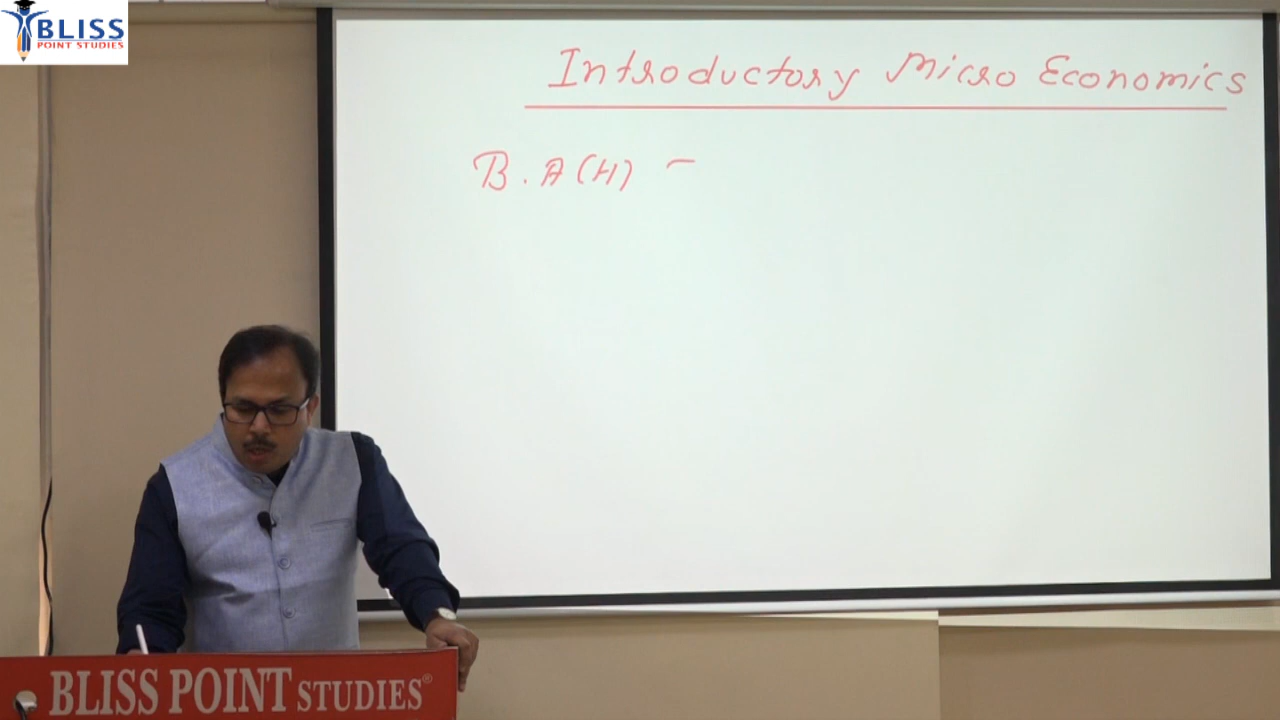 BLISS
POINT STUDIES
Introductory Micro Economics
B.A(H) -
BLISS POINT STUDIES®